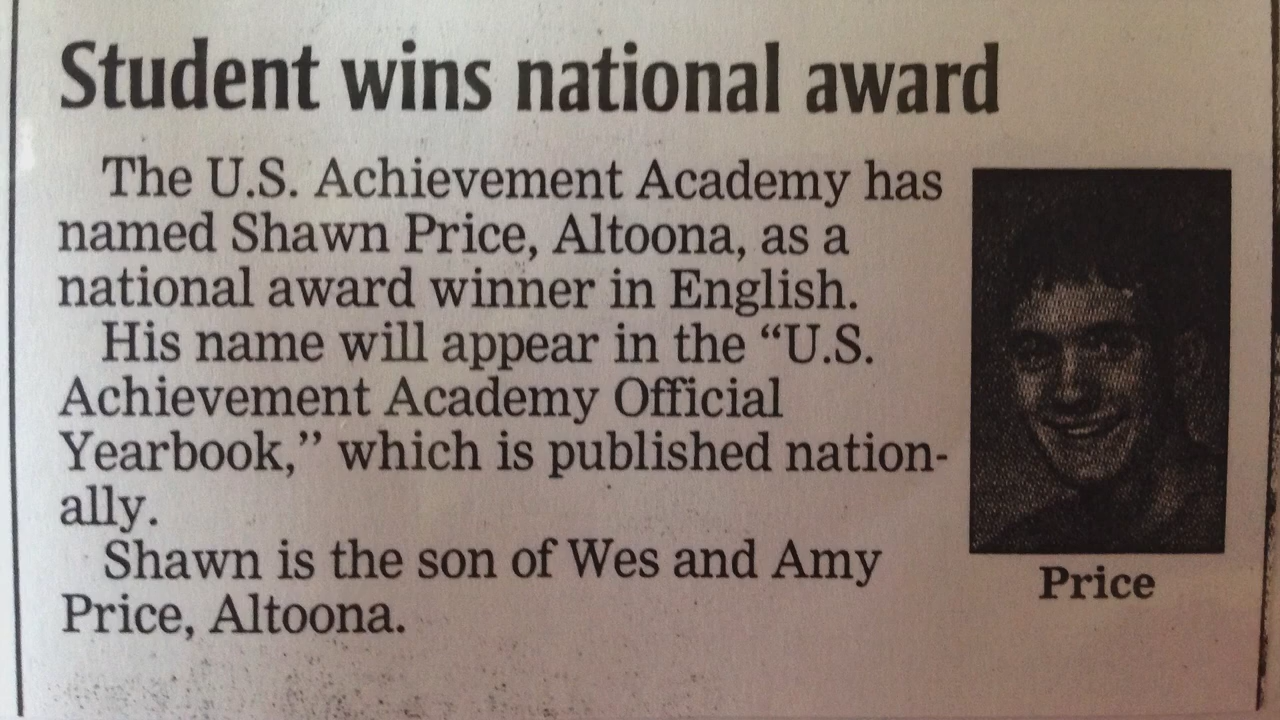 Student wins national award
The U.S. Achievement Academy has
named Shawn Price, Altoona, as a
national award winner in English.
His name will appear in the “U.S.
Achievement Academy Official
Yearbook,” which is published nation-
ally.
Shawn is the son of Wes and Amy
Price, Altoona.
Price